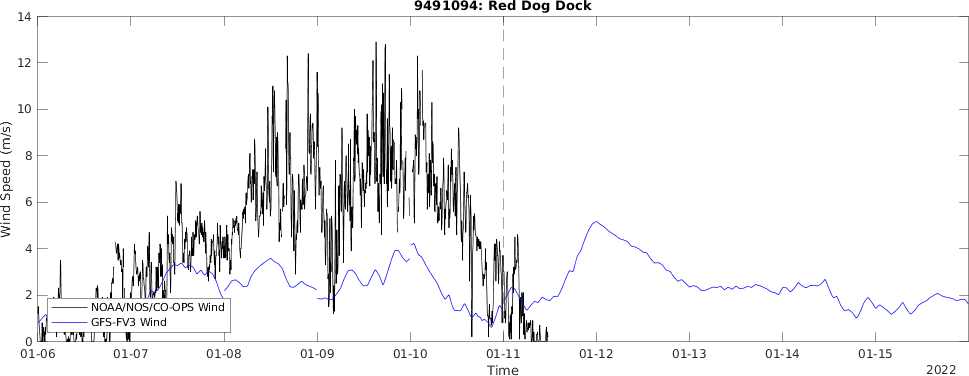 9491094: Red Dog Dock
Wind Speed (m/s)
14
12
10
8
6
4
2
0
NOAA/NOS/CO-OPS Wind
GFS-FV3 Wind
01-06 01-07 01-08 01-09 01-10 01-11 01-12 01-13 01-14 01-15
Time
2022